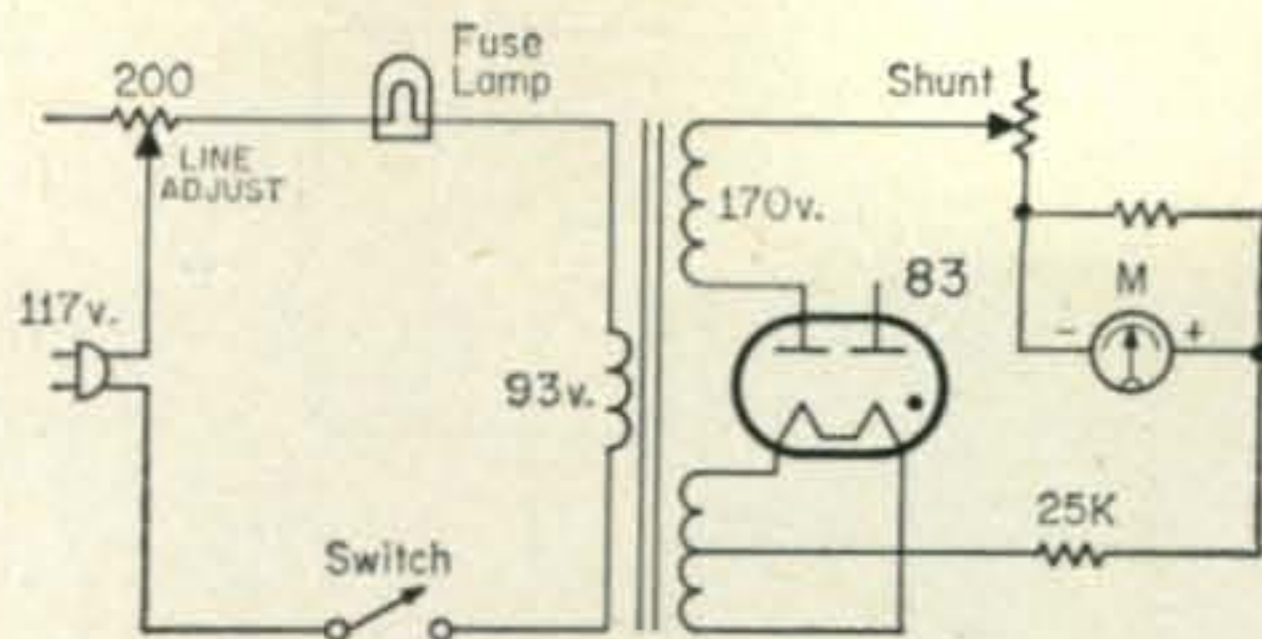 200
Fuse
Lamp
LINE
ADJUST
Shunt
170v.
83
M
- +
117v.
93v.
25K
Switch